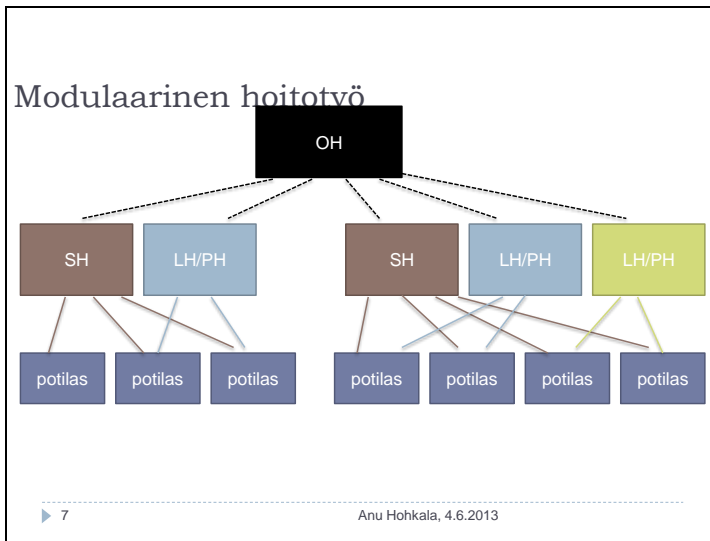 Modulaarinen hoitotyö
OH
SH LH/PH SH LH/PH LH/PH
potilas potilas potilas potilas potilas potilas potilas
7 Anu Hohkala, 4.6.2013